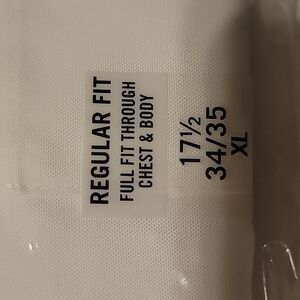 REGULAR FIT
FULL FIT THROUGH
CHEST & BODY
17½
34/35
XL